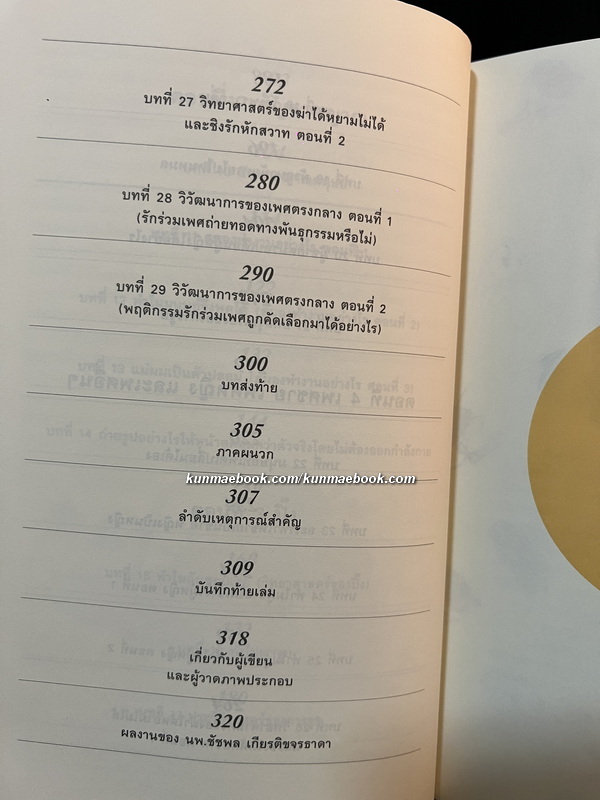 272
บทที่ 27 วิทยาศาสตร์ของฆ่าได้หยามไม่ได้
และชิงรักหักสวาท ตอนที่ 2
280
บทที่ 28 วิวัฒนาการของเพศตรงกลาง ตอนที่ 1
(รักร่วมเพศถ่ายทอดทางพันธุกรรมหรือไม่)
290
บทที่ 29 วิวัฒนาการของเพศตรงกลาง ตอนที่ 2
(พฤติกรรมรักร่วมเพศถูกคัดเลือกมาได้อย่างไร)
300
บทส่งท้าย
305
ภาคผนวก
kunmaebook.com/kunmaebook.com
307
ลำดับเหตุการณ์สำคัญ
309
บันทึกท้ายเล่ม
318
เกี่ยวกับผู้เขียน
และผู้วาดภาพประกอบ
320
ผลงานของ นพ.ชัชพล เกียรติขจรธาดา